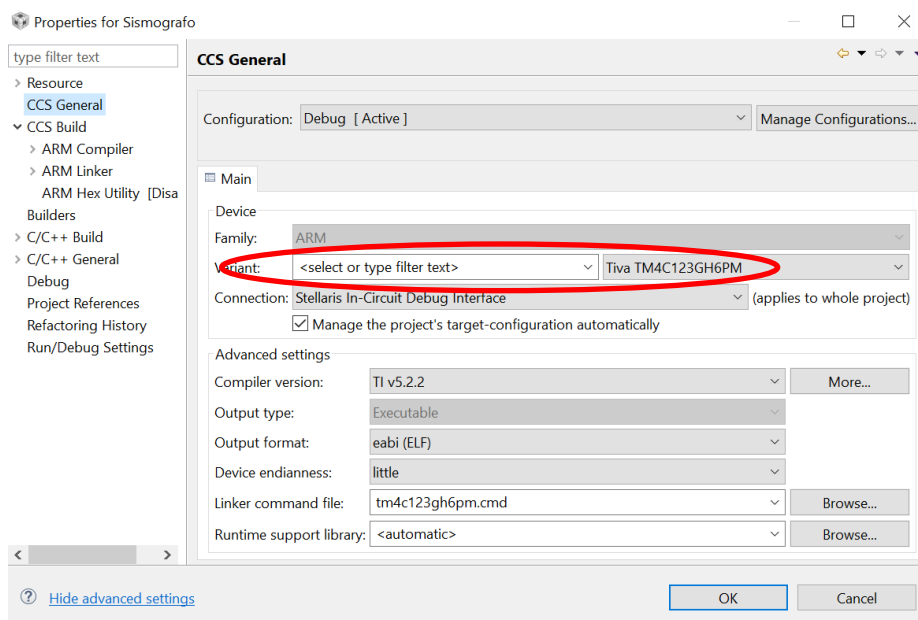 Properties for Sismografo
type filter text
CCS General
Resource
CCS General
CCS Build
ARM Compiler
ARM Linker
ARM Hex Utility [Disa
Builders
C/C++ Build
C/C++ General
Debug
Project References
Refactoring History
Run/Debug Settings
Configuration: Debug [ Active ] Manage Configurations...
Main
Device
Family: ARM
Variant: <select or type filter text> Tiva TM4C123GH6PM
Connection: Stellaris In-Circuit Debug Interface (applies to whole project)
Manage the project's target-configuration automatically
Advanced settings
Compiler version: TI v5.2.2 More...
Output type: Executable
Output format: eabi (ELF)
Device endianness: little
Linker command file: tm4c123gh6pm.cmd Browse...
Runtime support library: <automatic> Browse...
? Hide advanced settings OK Cancel